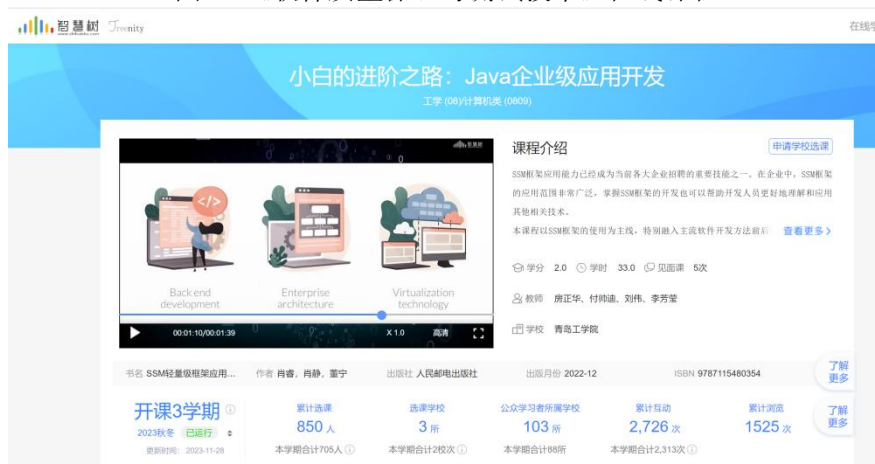 智慧树 Treenity
在线学
小白的进阶之路：Java企业级应用开发
工学 (08)/计算机类 (0809)
智慧树
Back end
development
Enterprise
architecture
Virtualization
technology
00:01:10/00:01:39
X 1.0
高清
课程介绍
申请学校选课
SSM框架应用能力已经成为当前各大企业招聘的重要技能之一。在企业中，SSM框架
的应用范围非常广泛，掌握SSM框架的开发也可以帮助开发人员更好地理解和应用
其他相关技术。
本课程以SSM框架的使用为主线，特别融入主流软件开发方法前后
查看更多>
学分 2.0 学时 33.0 见面课 5次
教师 房正华、付帅迪、刘伟、李芳莹
学校 青岛工学院
书名 SSM轻量级框架应用...
作者 肖睿，肖静，董宁
出版社 人民邮电出版社
出版月份 2022-12
ISBN 9787115480354
了解
更多
开课3学期
2023秋冬 已运行
更新时间： 2023-11-28
累计选课
850 人
本学期合计705人
选课学校
3 所
本学期合计2校次
公众学习者所属学校
103 所
本学期合计88所
累计互动
2,726 次
本学期合计2,313次
累计浏览
1525 次
了解
更多